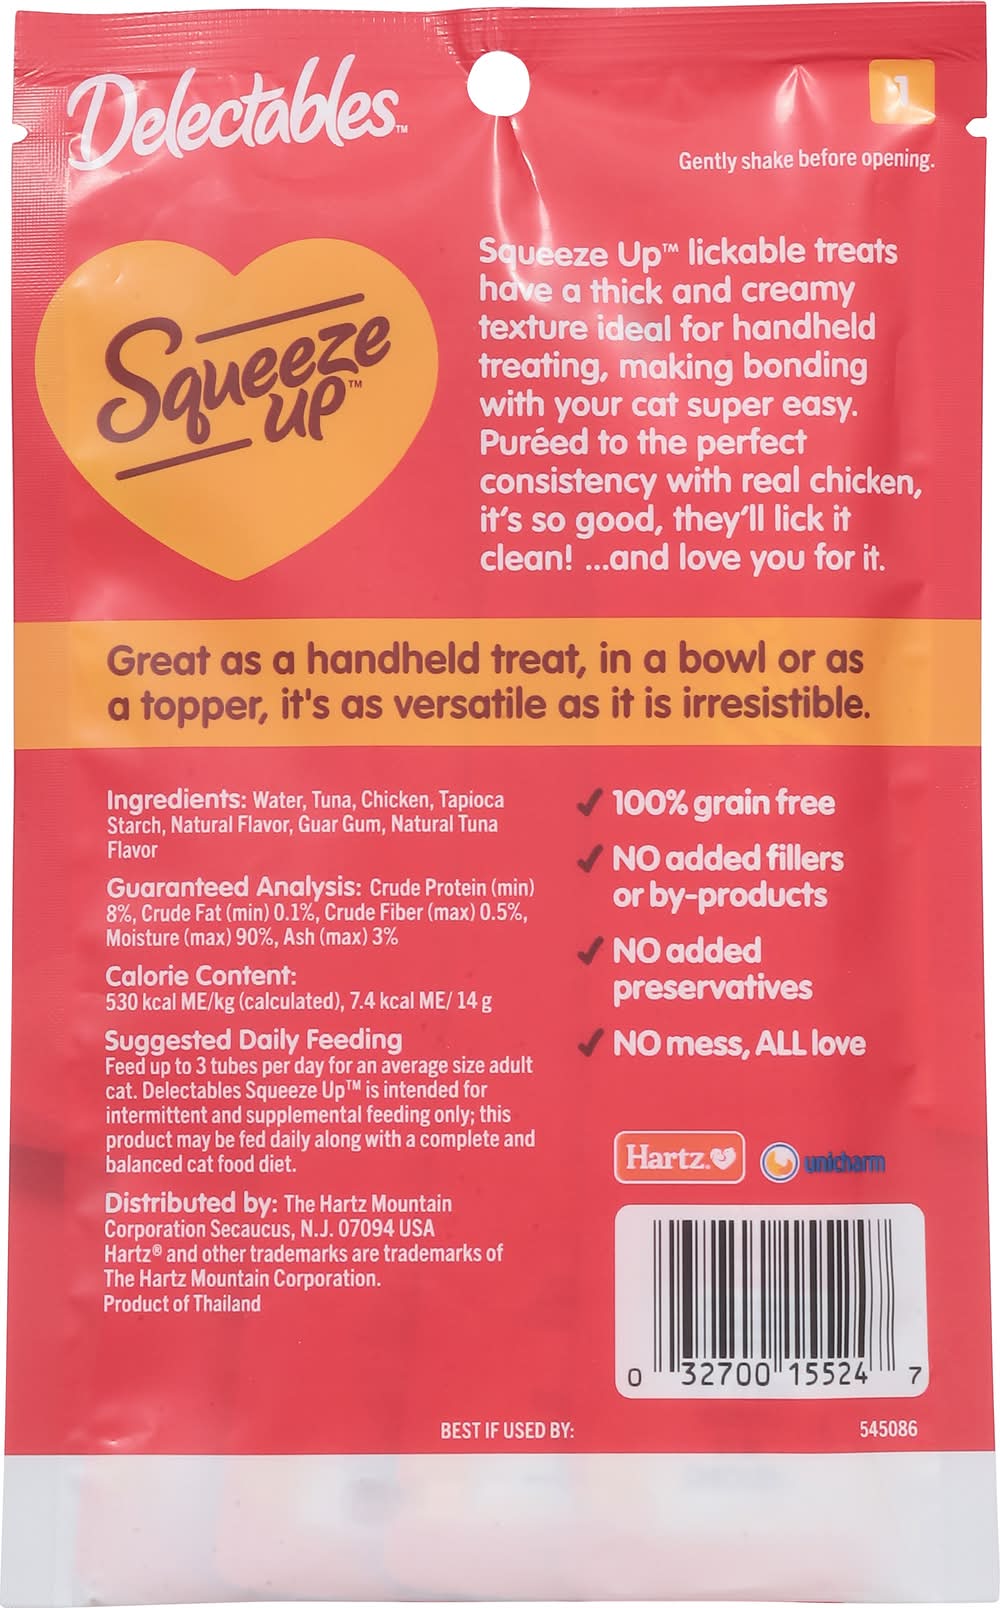 Delectables™
1
Gently shake before opening.
Squeeze
UP™
Squeeze Up™ lickable treats
have a thick and creamy
texture ideal for handheld
treating, making bonding
with your cat super easy.
Puréed to the perfect
consistency with real chicken,
it's so good, they'll lick it
clean! ...and love you for it.
Great as a handheld treat, in a bowl or as
a topper, it's as versatile as it is irresistible.
Ingredients: Water, Tuna, Chicken, Tapioca
Starch, Natural Flavor, Guar Gum, Natural Tuna
Flavor
Guaranteed Analysis: Crude Protein (min)
8%, Crude Fat (min) 0.1%, Crude Fiber (max) 0.5%,
Moisture (max) 90%, Ash (max) 3%
Calorie Content:
530 kcal ME/kg (calculated), 7.4 kcal ME/ 14 g
Suggested Daily Feeding
Feed up to 3 tubes per day for an average size adult
cat. Delectables Squeeze Up™ is intended for
intermittent and supplemental feeding only; this
product may be fed daily along with a complete and
balanced cat food diet.
Distributed by: The Hartz Mountain
Corporation Secaucus, N.J. 07094 USA
Hartz® and other trademarks are trademarks of
The Hartz Mountain Corporation.
Product of Thailand
100% grain free
NO added fillers
or by-products
NO added
preservatives
NO mess, ALL love
Hartz.
unicharm
0 32700 15524 7
BEST IF USED BY:
545086